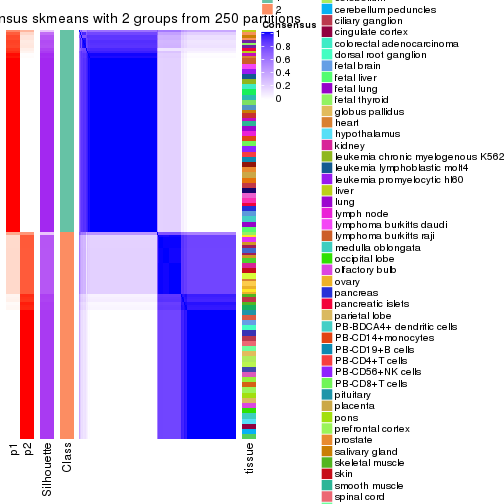 nsus skmeans with 2 groups from 250 partitions
2
Consensus
1
0.8
0.6
0.4
0.2
0
p1
p2
Silhouette
Class
tissue
cerebellum peduncles
ciliary ganglion
cingulate cortex
colorectal adenocarcinoma
dorsal root ganglion
fetal brain
fetal liver
fetal lung
fetal thyroid
globus pallidus
heart
hypothalamus
kidney
leukemia chronic myelogenous K562
leukemia lymphoblastic molt4
leukemia promyelocytic hl60
liver
lung
lymph node
lymphoma burkitts daudi
lymphoma burkitts raji
medulla oblongata
occipital lobe
olfactory bulb
ovary
pancreas
pancreatic islets
parietal lobe
PB-BDCA4+ dendritic cells
PB-CD14+monocytes
PB-CD19+B cells
PB-CD4+T cells
PB-CD56+NK cells
PB-CD8+T cells
pituitary
placenta
pons
prefrontal cortex
prostate
salivary gland
skeletal muscle
skin
smooth muscle
spinal cord